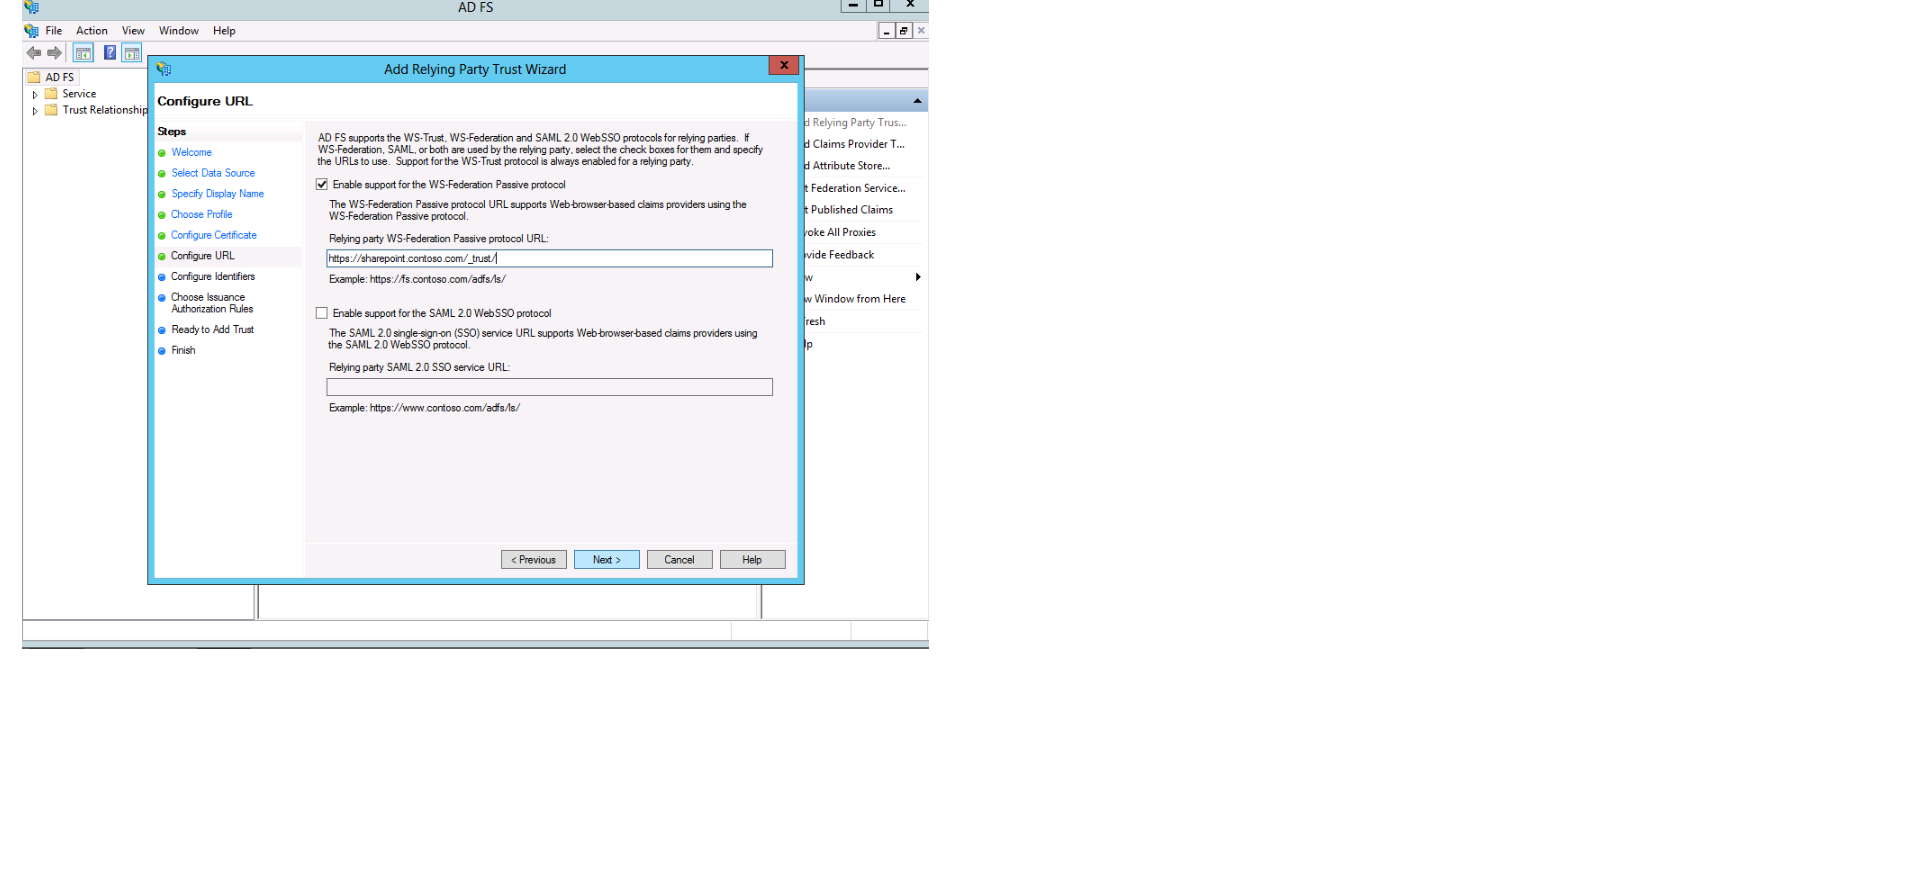 AD FS
File Action View Window Help
AD FS
Service
Trust Relationship
Add Relying Party Trust Wizard
X
Configure URL
Steps
Welcome
Select Data Source
Specify Display Name
Choose Profile
Configure Certificate
Configure URL
Configure Identifiers
Choose Issuance
Authorization Rules
Ready to Add Trust
Finish
AD FS supports the WS-Trust, WS-Federation and SAML 2.0 WebSSO protocols for relying parties. If
WS-Federation, SAML, or both are used by the relying party, select the check boxes for them and specify
the URLs to use. Support for the WS-Trust protocol is always enabled for a relying party.
Enable support for the WS-Federation Passive protocol
The WS-Federation Passive protocol URL supports Web-browser-based claims providers using the
WS-Federation Passive protocol.
Relying party WS-Federation Passive protocol URL:
https://sharepoint.contoso.com/_trust/
Example: https://fs.contoso.com/adfs/ls/
Enable support for the SAML 2.0 WebSSO protocol
The SAML 2.0 single-sign-on (SSO) service URL supports Web-browser-based claims providers using
the SAML 2.0 WebSSO protocol.
Relying party SAML 2.0 SSO service URL:
Example: https://www.contoso.com/adfs/ls/
< Previous
Next >
Cancel
Help
d Relying Party Trus...
d Claims Provider T...
d Attribute Store...
t Federation Service...
t Published Claims
voke All Proxies
vide Feedback
w
w Window from Here
fresh
lp